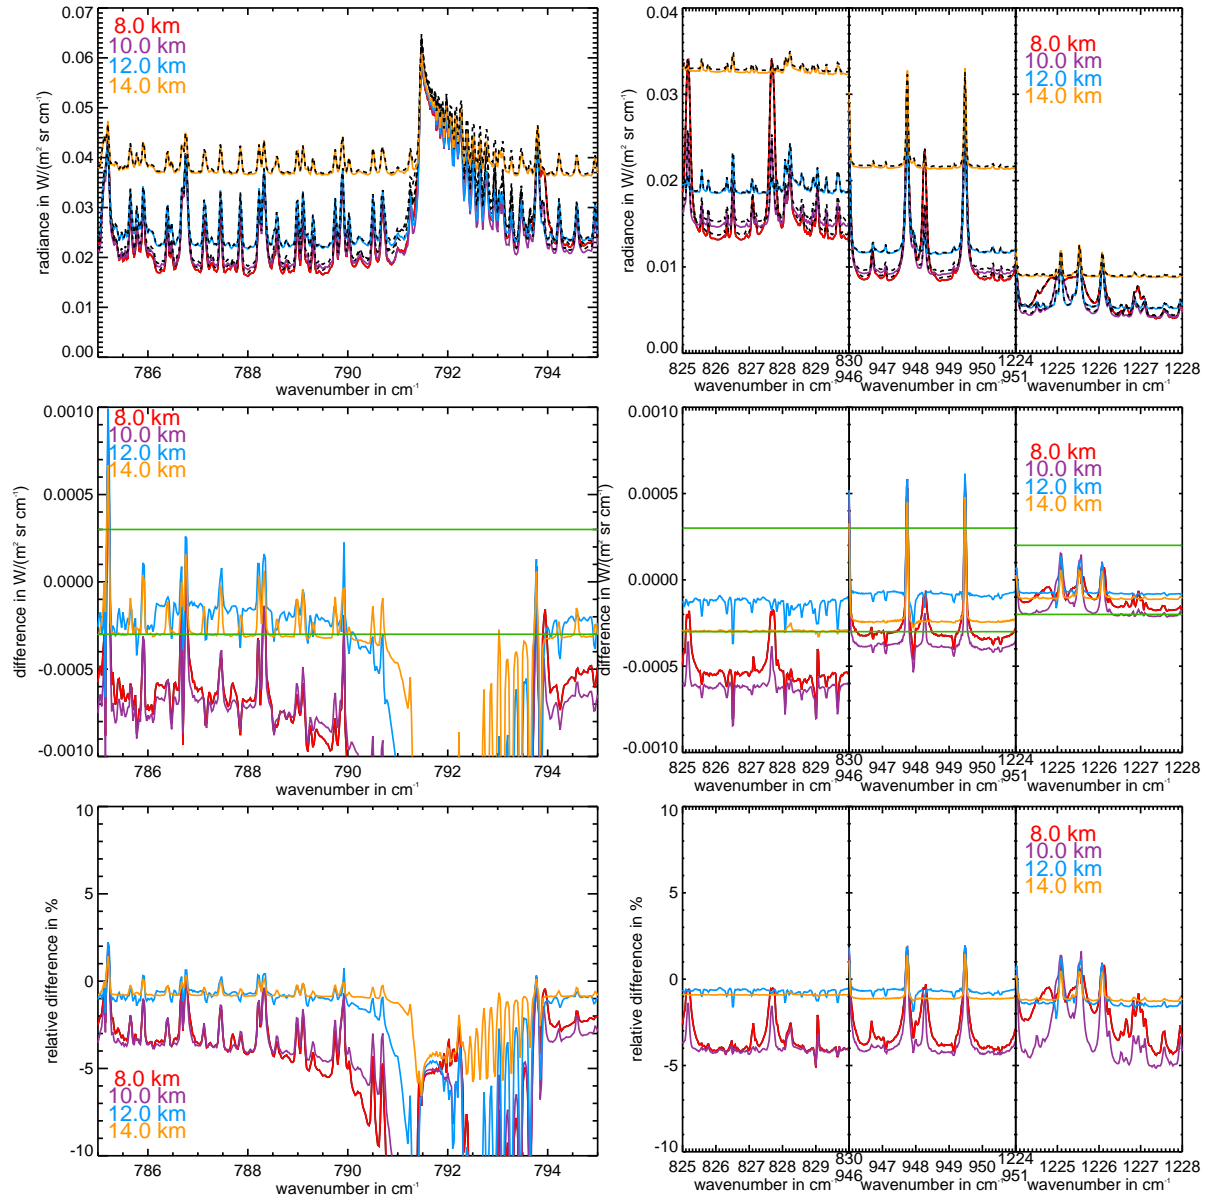 0.07
0.06
0.05
0.04
0.03
0.02
0.01
0.00
radiance in W/(m² sr cm⁻¹)
8.0 km
10.0 km
12.0 km
14.0 km
786
788
790
792
794
wavenumber in cm⁻¹
0.04
0.03
0.02
0.01
0.00
radiance in W/(m² sr cm⁻¹)
8.0 km
10.0 km
12.0 km
14.0 km
825 826 827 828 829 830
946 947 948 949 950 951
1224 1225 1226 1227 1228
wavenumber in cm⁻¹
wavenumber in cm⁻¹
wavenumber in cm⁻¹
0.0010
0.0005
0.0000
-0.0005
-0.0010
difference in W/(m² sr cm⁻¹)
8.0 km
10.0 km
12.0 km
14.0 km
786
788
790
792
794
wavenumber in cm⁻¹
0.0010
0.0005
0.0000
-0.0005
-0.0010
difference in W/(m² sr cm⁻¹)
8.0 km
10.0 km
12.0 km
14.0 km
825 826 827 828 829 830
946 947 948 949 950 951
1224 1225 1226 1227 1228
wavenumber in cm⁻¹
wavenumber in cm⁻¹
wavenumber in cm⁻¹
10
5
0
-5
-10
relative difference in %
8.0 km
10.0 km
12.0 km
14.0 km
786
788
790
792
794
wavenumber in cm⁻¹
10
5
0
-5
-10
relative difference in %
8.0 km
10.0 km
12.0 km
14.0 km
825 826 827 828 829 830
946 947 948 949 950 951
1224 1225 1226 1227 1228
wavenumber in cm⁻¹
wavenumber in cm⁻¹
wavenumber in cm⁻¹